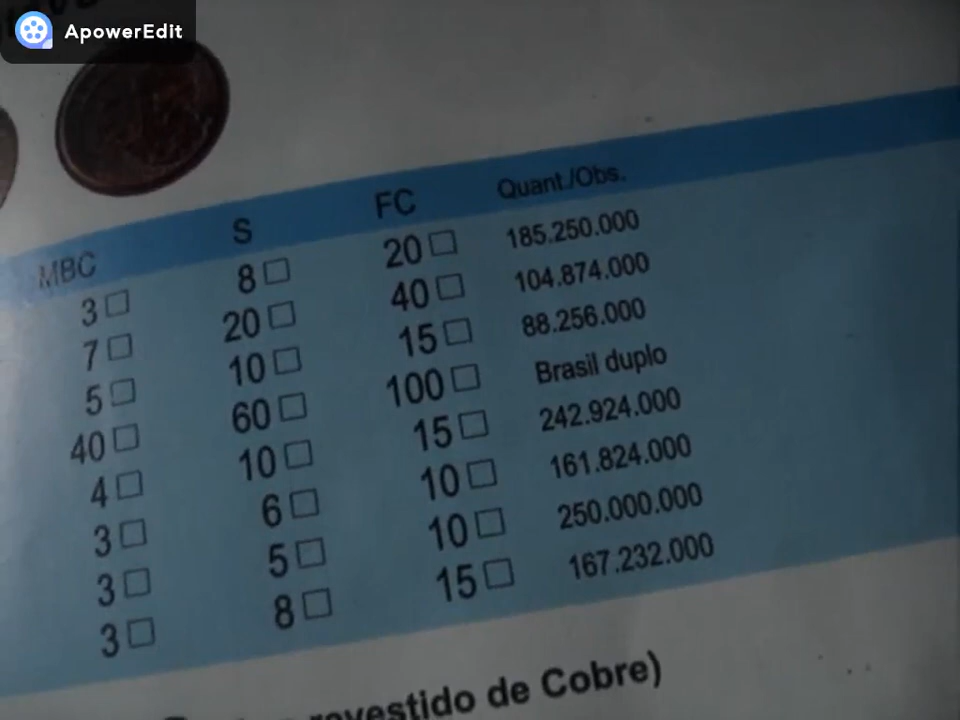 ApowerEdit
MBC S FC Quant./Obs.
3 8 20 185.250.000
7 20 40 104.874.000
5 10 15 88.256.000
40 60 100 Brasil duplo
4 10 15 242.924.000
3 6 10 161.824.000
3 5 10 250.000.000
3 8 15 167.232.000
revestido de Cobre)